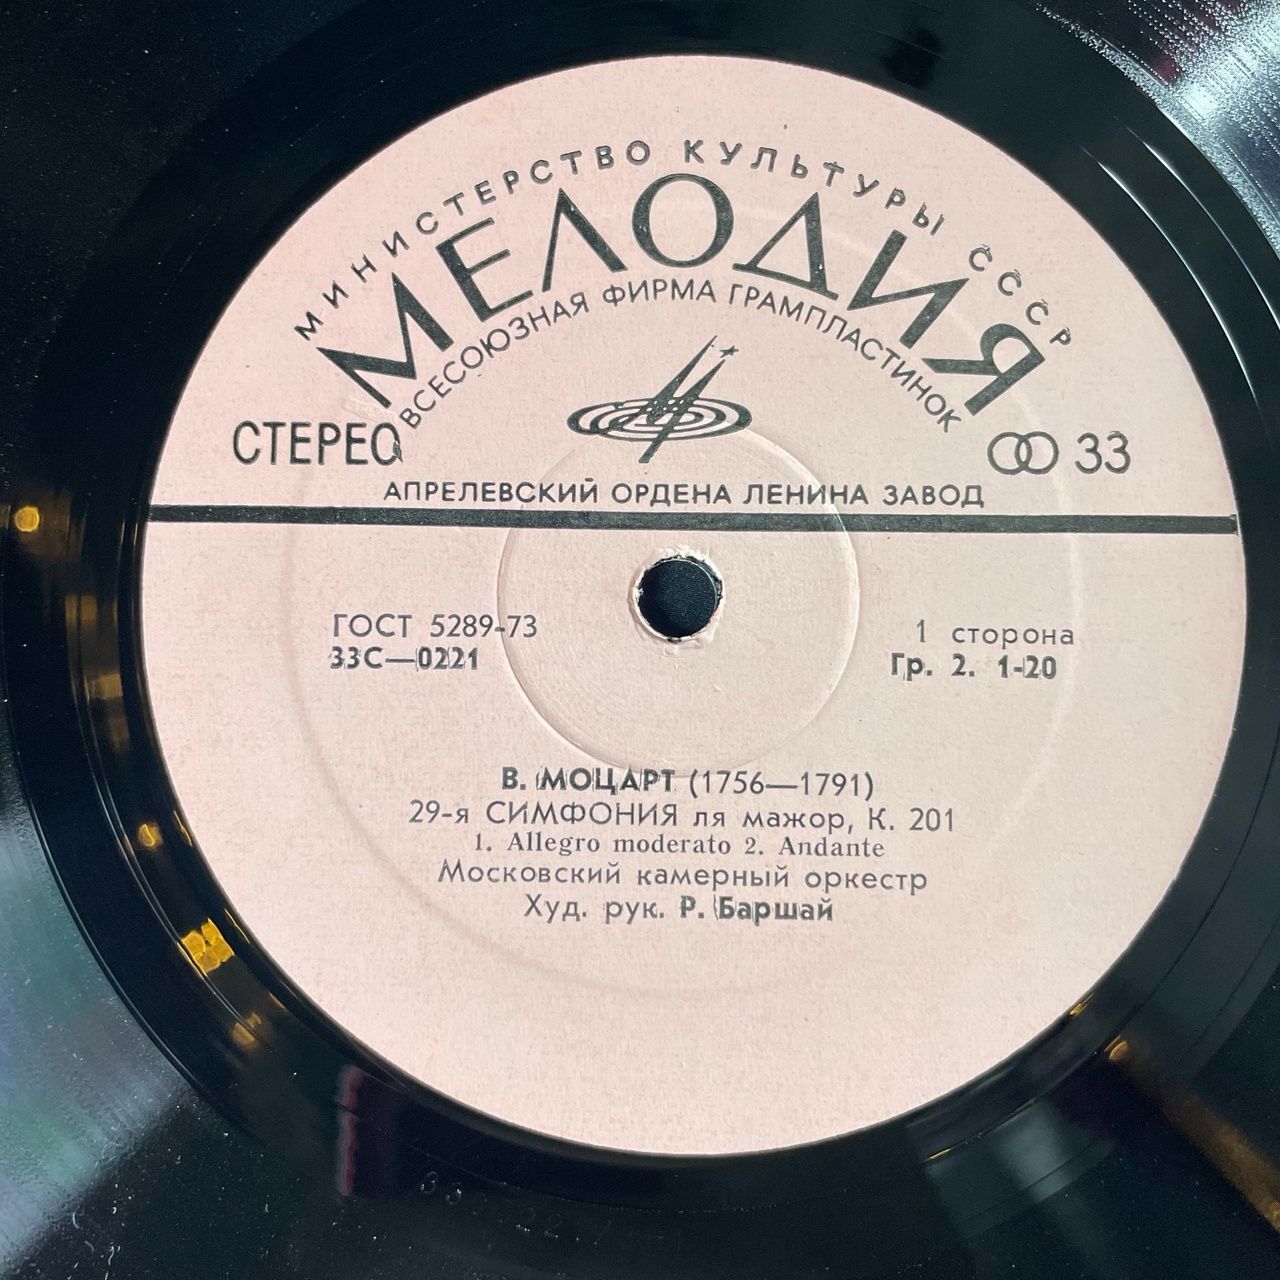 МИНИСТЕРСТВО КУЛЬТУРЫ СССР
МЕЛОДИЯ
ВСЕСОЮЗНАЯ ФИРМА ГРАМПЛАСТИНОК
СТЕРЕО
33
АПРЕЛЕВСКИЙ ОРДЕНА ЛЕНИНА ЗАВОД
ГОСТ 5289-73
33С—0221
1 сторона
Гр. 2. 1-20
В. МОЦАРТ (1756—1791)
29-я СИМФОНИЯ ля мажор, К. 201
1. Allegro moderato 2. Andante
Московский камерный оркестр
Худ. рук. Р. Баршай